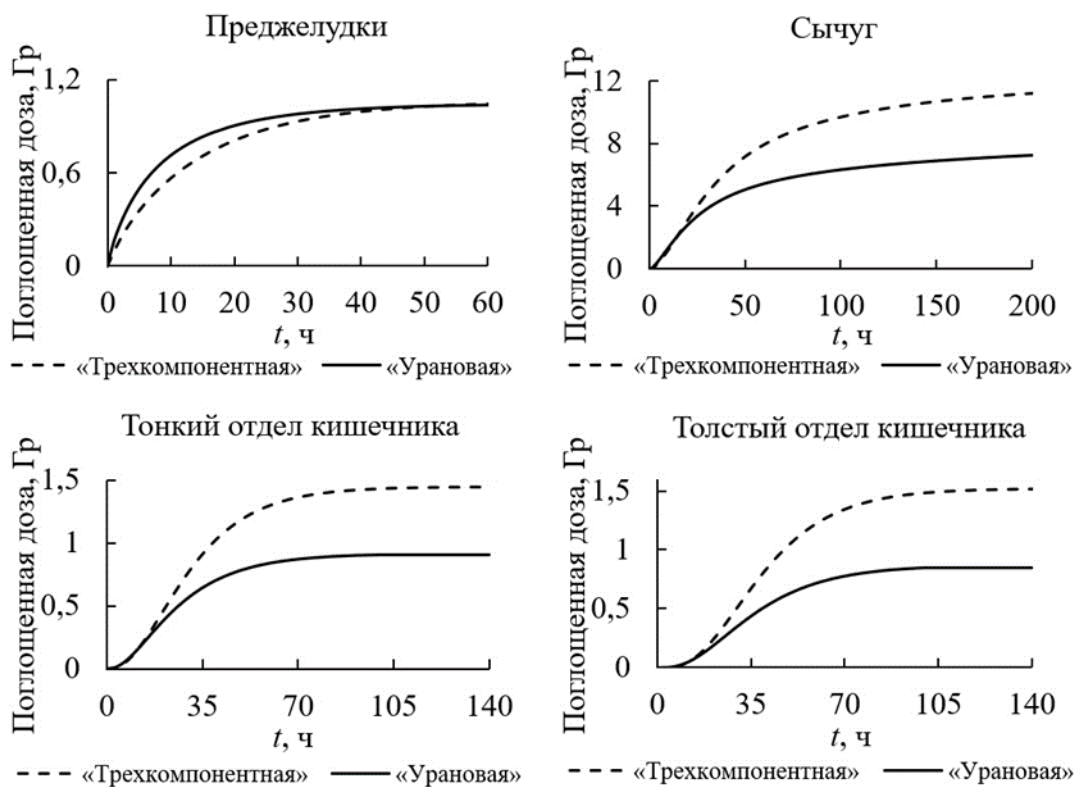 Преджелудки
Поглощенная доза, Гр
1,2
0,6
0
0 10 20 30 40 50 60
t, ч
«Трехкомпонентная» «Урановая»
Сычуг
Поглощенная доза, Гр
12
8
4
0
0 50 100 150 200
t, ч
«Трехкомпонентная» «Урановая»
Тонкий отдел кишечника
Поглощенная доза, Гр
1,5
1
0,5
0
0 35 70 105 140
t, ч
«Трехкомпонентная» «Урановая»
Толстый отдел кишечника
Поглощенная доза, Гр
1,5
1
0,5
0
0 35 70 105 140
t, ч
«Трехкомпонентная» «Урановая»